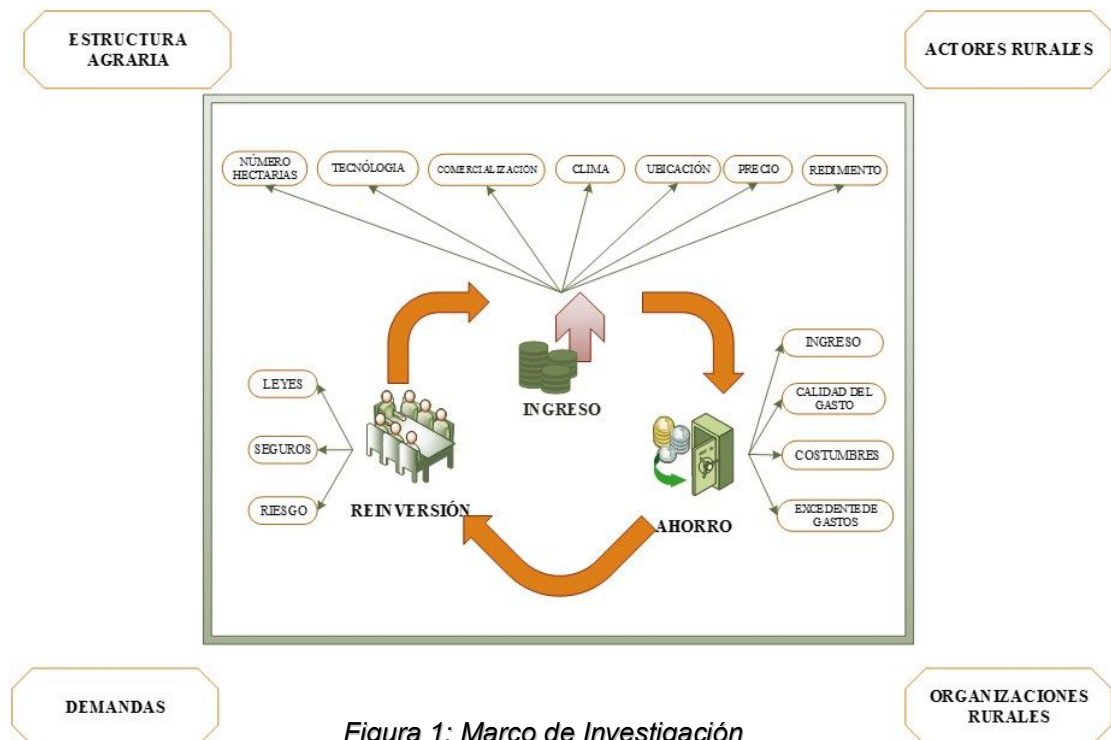 ESTRUCTURA
AGRARIA
ACTORES RURALES
NÚMERO
HECTARIAS
TECNÓLOGIA
COMERCIALIZACIÓN
CLIMA
UBICACIÓN
PRECIO
REDIMIENTO
INGRESO
LEYES
SEGUROS
RIESGO
REINVERSIÓN
INGRESO
CALIDAD DEL
GASTO
COSTUMBRES
EXCEDENTE DE
GASTOS
AHORRO
DEMANDAS
ORGANIZACIONES
RURALES
Figura 1: Marco de Investigación